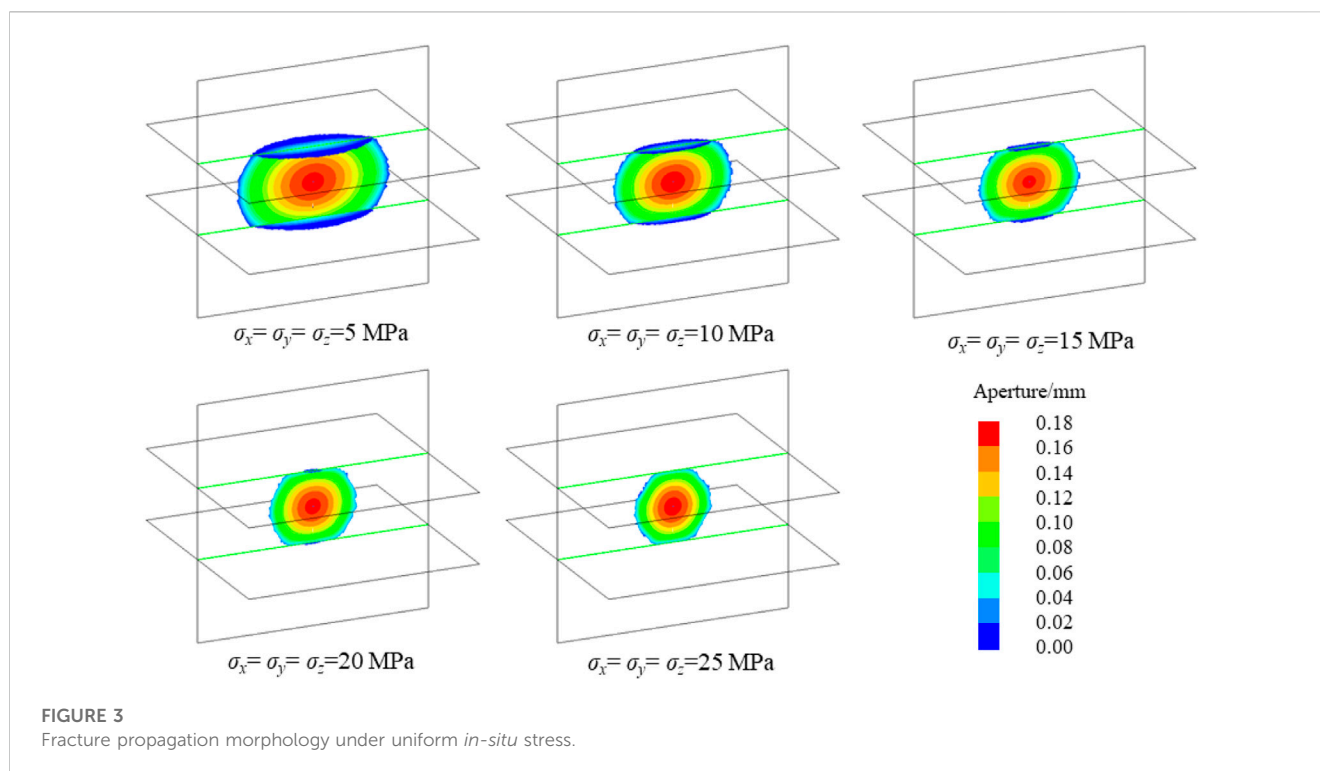 σx= σy= σz=5 MPa
σx= σy= σz=10 MPa
σx= σy= σz=15 MPa
σx= σy= σz=20 MPa
σx= σy= σz=25 MPa
Aperture/mm
0.18
0.16
0.14
0.12
0.10
0.08
0.06
0.04
0.02
0.00
FIGURE 3
Fracture propagation morphology under uniform in-situ stress.